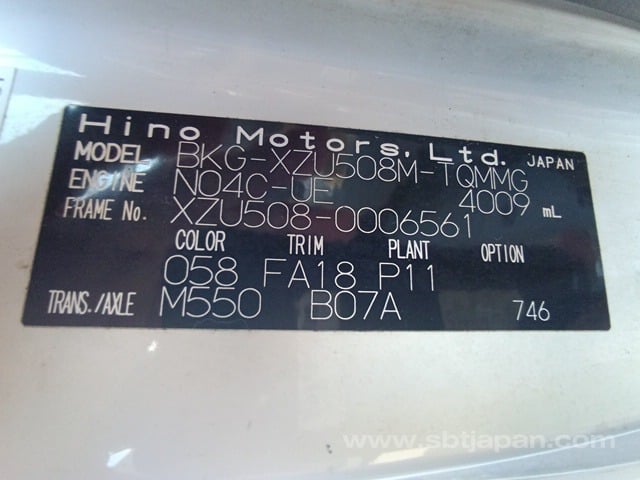 Hino Motors, Ltd. JAPAN
MODEL BKG-XZU508M-TQMMG
ENGINE N04C-UE 4009 mL
FRAME No. XZU508-0006561
COLOR TRIM PLANT OPTION
058 FA18 P11
TRANS./AXLE M550 B07A 746
www.sbtjapan.com